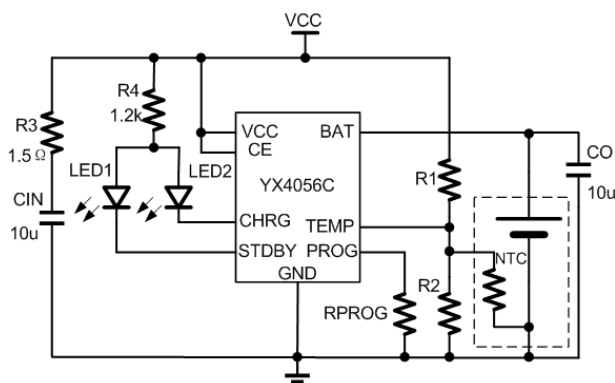 VCC
R3
1.5Ω
R4
1.2k
LED1
LED2
CIN
10u
VCC
CE
BAT
YX4056C
CHRG
TEMP
STDBY
PROG
GND
R1
CO
10u
NTC
R2
RPROG